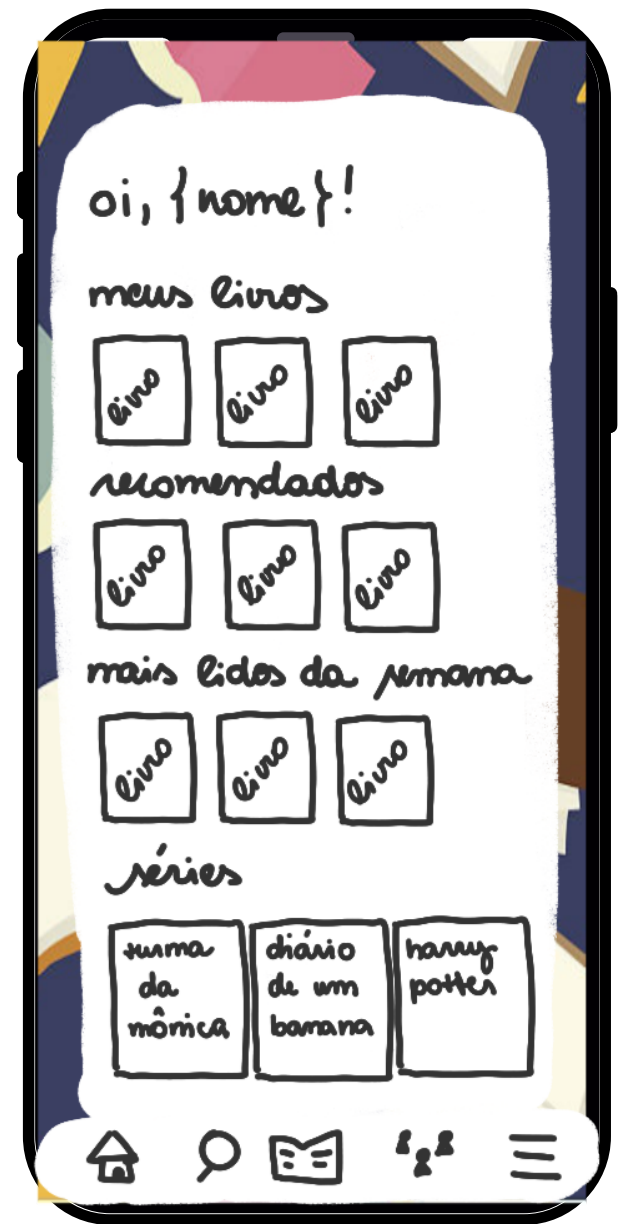 oi, {nome}!
meus livros
livro livro livro
recomendados
livro livro livro
mais lidos da semana
livro livro livro
séries
turma da mônica
diário de um banana
harry potter